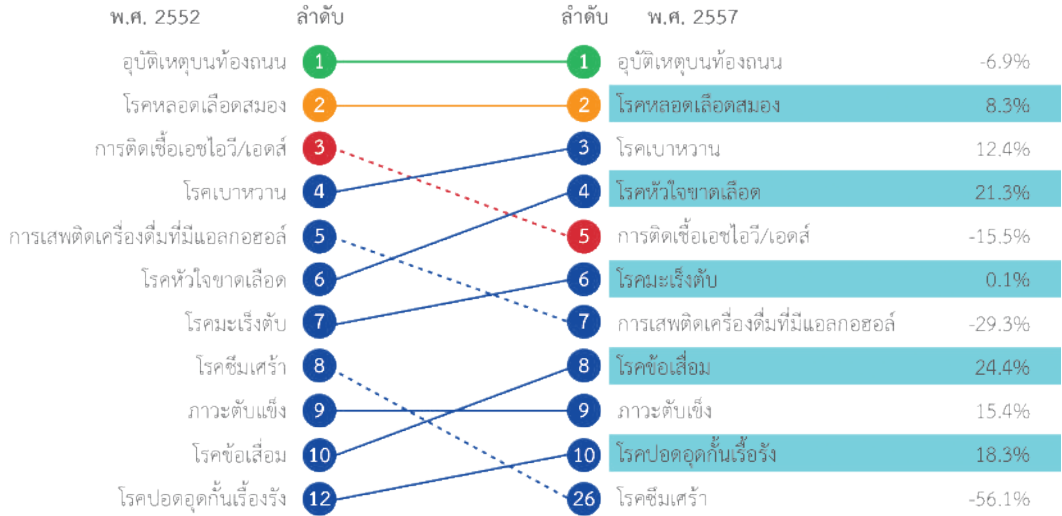 พ.ศ. 2552 ลำดับ ลำดับ พ.ศ. 2557
อุบัติเหตุบนท้องถนน 1 1 อุบัติเหตุบนท้องถนน -6.9%
โรคหลอดเลือดสมอง 2 2 โรคหลอดเลือดสมอง 8.3%
การติดเชื้อเอชไอวี/เอดส์ 3 3 โรคเบาหวาน 12.4%
โรคเบาหวาน 4 4 โรคหัวใจขาดเลือด 21.3%
การเสพติดเครื่องดื่มที่มีแอลกอฮอล์ 5 5 การติดเชื้อเอชไอวี/เอดส์ -15.5%
โรคหัวใจขาดเลือด 6 6 โรคมะเร็งตับ 0.1%
โรคมะเร็งตับ 7 7 การเสพติดเครื่องดื่มที่มีแอลกอฮอล์ -29.3%
โรคซึมเศร้า 8 8 โรคข้อเสื่อม 24.4%
ภาวะตับแข็ง 9 9 ภาวะตับเข็ง 15.4%
โรคข้อเสื่อม 10 10 โรคปอดอุดกั้นเรื้อรัง 18.3%
โรคปอดอุดกั้นเรื้องรัง 12 26 โรคซึมเศร้า -56.1%